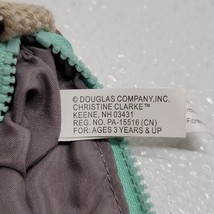 © DOUGLAS COMPANY,INC.
CHRISTINE CLARKE™
KEENE, NH 03431
REG. NO. PA-15516 (CN)
FOR: AGES 3 YEARS & UP